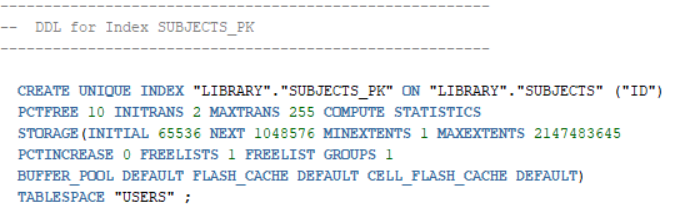 --------------------------------------------------------
--  DDL for Index SUBJECTS_PK
--------------------------------------------------------
CREATE UNIQUE INDEX "LIBRARY"."SUBJECTS_PK" ON "LIBRARY"."SUBJECTS" ("ID")
PCTFREE 10 INITRANS 2 MAXTRANS 255 COMPUTE STATISTICS
STORAGE(INITIAL 65536 NEXT 1048576 MINEXTENTS 1 MAXEXTENTS 2147483645
PCTINCREASE 0 FREELISTS 1 FREELIST GROUPS 1
BUFFER_POOL DEFAULT FLASH_CACHE DEFAULT CELL_FLASH_CACHE DEFAULT)
TABLESPACE "USERS" ;